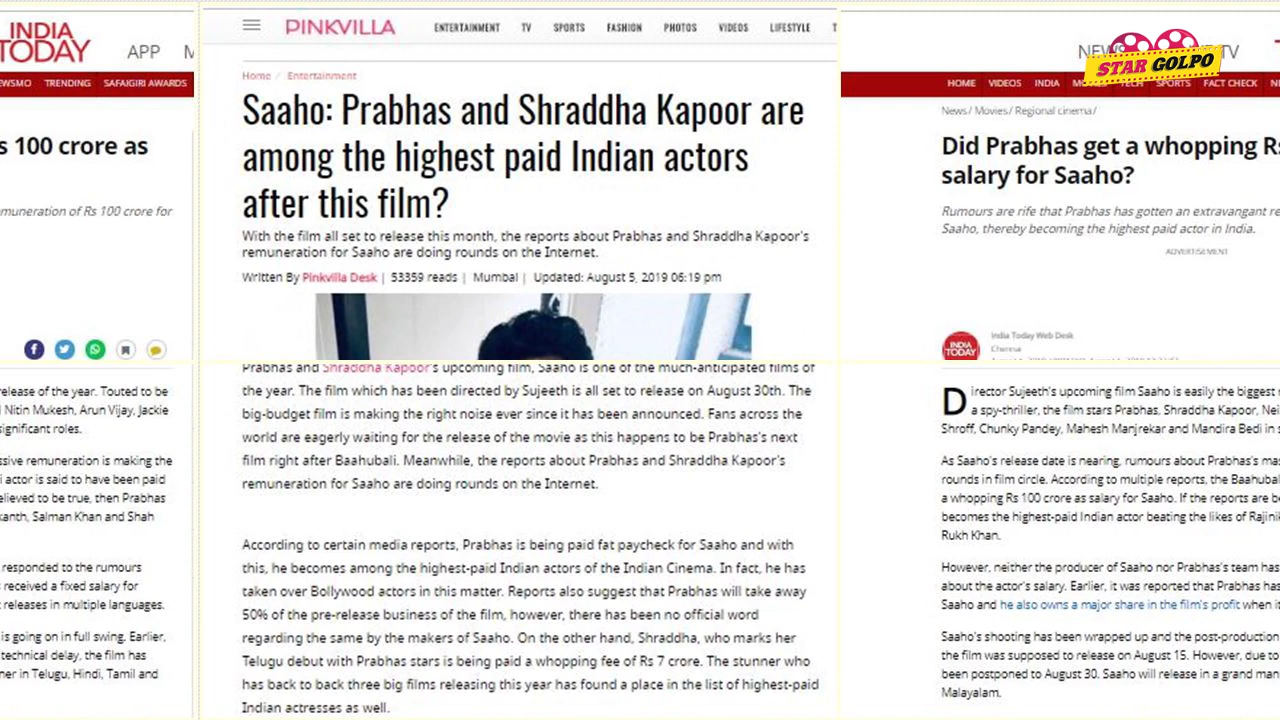 INDIA
TODAY
APP
EWSMO TRENDING SAFAIGIRI AWARDS
s 100 crore as
muneration of Rs 100 crore for
release of the year. Touted to be
l Nitin Mukesh, Arun Vijay, Jackie
significant roles.
ssive remuneration is making the
i actor is said to have been paid
elieved to be true, then Prabhas
kanth, Salman Khan and Shah
responded to the rumours
s received a fixed salary for
t releases in multiple languages.
is going on in full swing. Earlier,
technical delay, the film has
ner in Telugu, Hindi, Tamil and
PINKVILLA
ENTERTAINMENT TV SPORTS FASHION PHOTOS VIDEOS LIFESTYLE T
Home / Entertainment
Saaho: Prabhas and Shraddha Kapoor are
among the highest paid Indian actors
after this film?
With the film all set to release this month, the reports about Prabhas and Shraddha Kapoor's
remuneration for Saaho are doing rounds on the Internet.
Written By Pinkvilla Desk | 53359 reads | Mumbai | Updated: August 5, 2019 06:19 pm
Prabhas and Shraddha Kapoor's upcoming film, Saaho is one of the much-anticipated films of
the year. The film which has been directed by Sujeeth is all set to release on August 30th. The
big-budget film is making the right noise ever since it has been announced. Fans across the
world are eagerly waiting for the release of the movie as this happens to be Prabhas's next
film right after Baahubali. Meanwhile, the reports about Prabhas and Shraddha Kapoor's
remuneration for Saaho are doing rounds on the Internet.
According to certain media reports, Prabhas is being paid fat paycheck for Saaho and with
this, he becomes among the highest-paid Indian actors of the Indian Cinema. In fact, he has
taken over Bollywood actors in this matter. Reports also suggest that Prabhas will take away
50% of the pre-release business of the film, however, there has been no official word
regarding the same by the makers of Saaho. On the other hand, Shraddha, who marks her
Telugu debut with Prabhas stars is being paid a whopping fee of Rs 7 crore. The stunner who
has back to back three big films releasing this year has found a place in the list of highest-paid
Indian actresses as well.
STAR GOLPO
TV
HOME VIDEOS INDIA TECH SPORTS FACT CHECK
News/ Movies/ Regional cinema/
Did Prabhas get a whopping Rs
salary for Saaho?
Rumours are rife that Prabhas has gotten an extravangant re
Saaho, thereby becoming the highest paid actor in India.
ADVERTISEMENT
INDIA
TODAY
India Today Web Desk
Chennai
Director Sujeeth's upcoming film Saaho is easily the biggest r
a spy-thriller, the film stars Prabhas, Shraddha Kapoor, Nei
Shroff, Chunky Pandey, Mahesh Manjrekar and Mandira Bedi in s
As Saaho's release date is nearing, rumours about Prabhas's mas
rounds in film circle. According to multiple reports, the Baahubal
a whopping Rs 100 crore as salary for Saaho. If the reports are be
becomes the highest-paid Indian actor beating the likes of Rajinik
Rukh Khan.
However, neither the producer of Saaho nor Prabhas's team has
about the actor's salary. Earlier, it was reported that Prabhas has
Saaho and he also owns a major share in the film's profit when it
Saaho's shooting has been wrapped up and the post-production
the film was supposed to release on August 15. However, due to
been postponed to August 30. Saaho will release in a grand man
Malayalam.